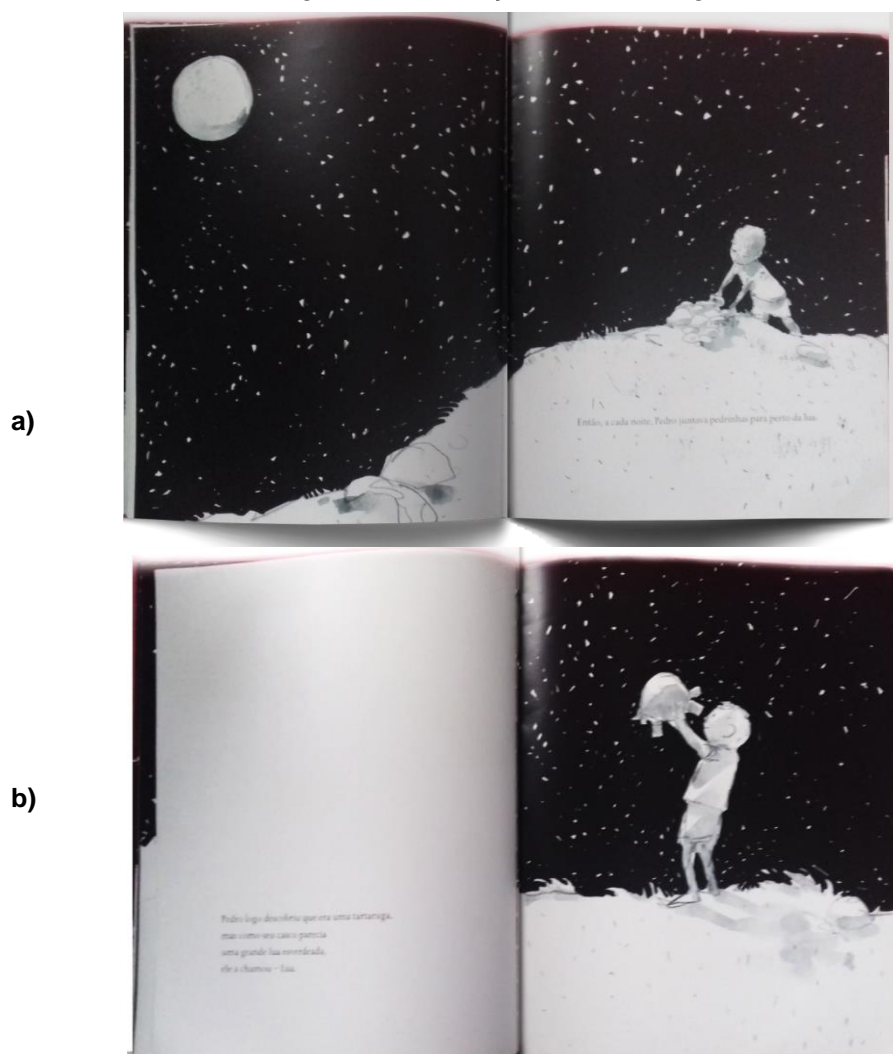 a)
Então, a cada noite, Pedro juntava pedrinhas para perto da lua.
b)
Pedro logo descobriu que era uma tartaruga,
mas como seu casco parecia
uma grande lua esverdeada,
ele a chamou – Lua.